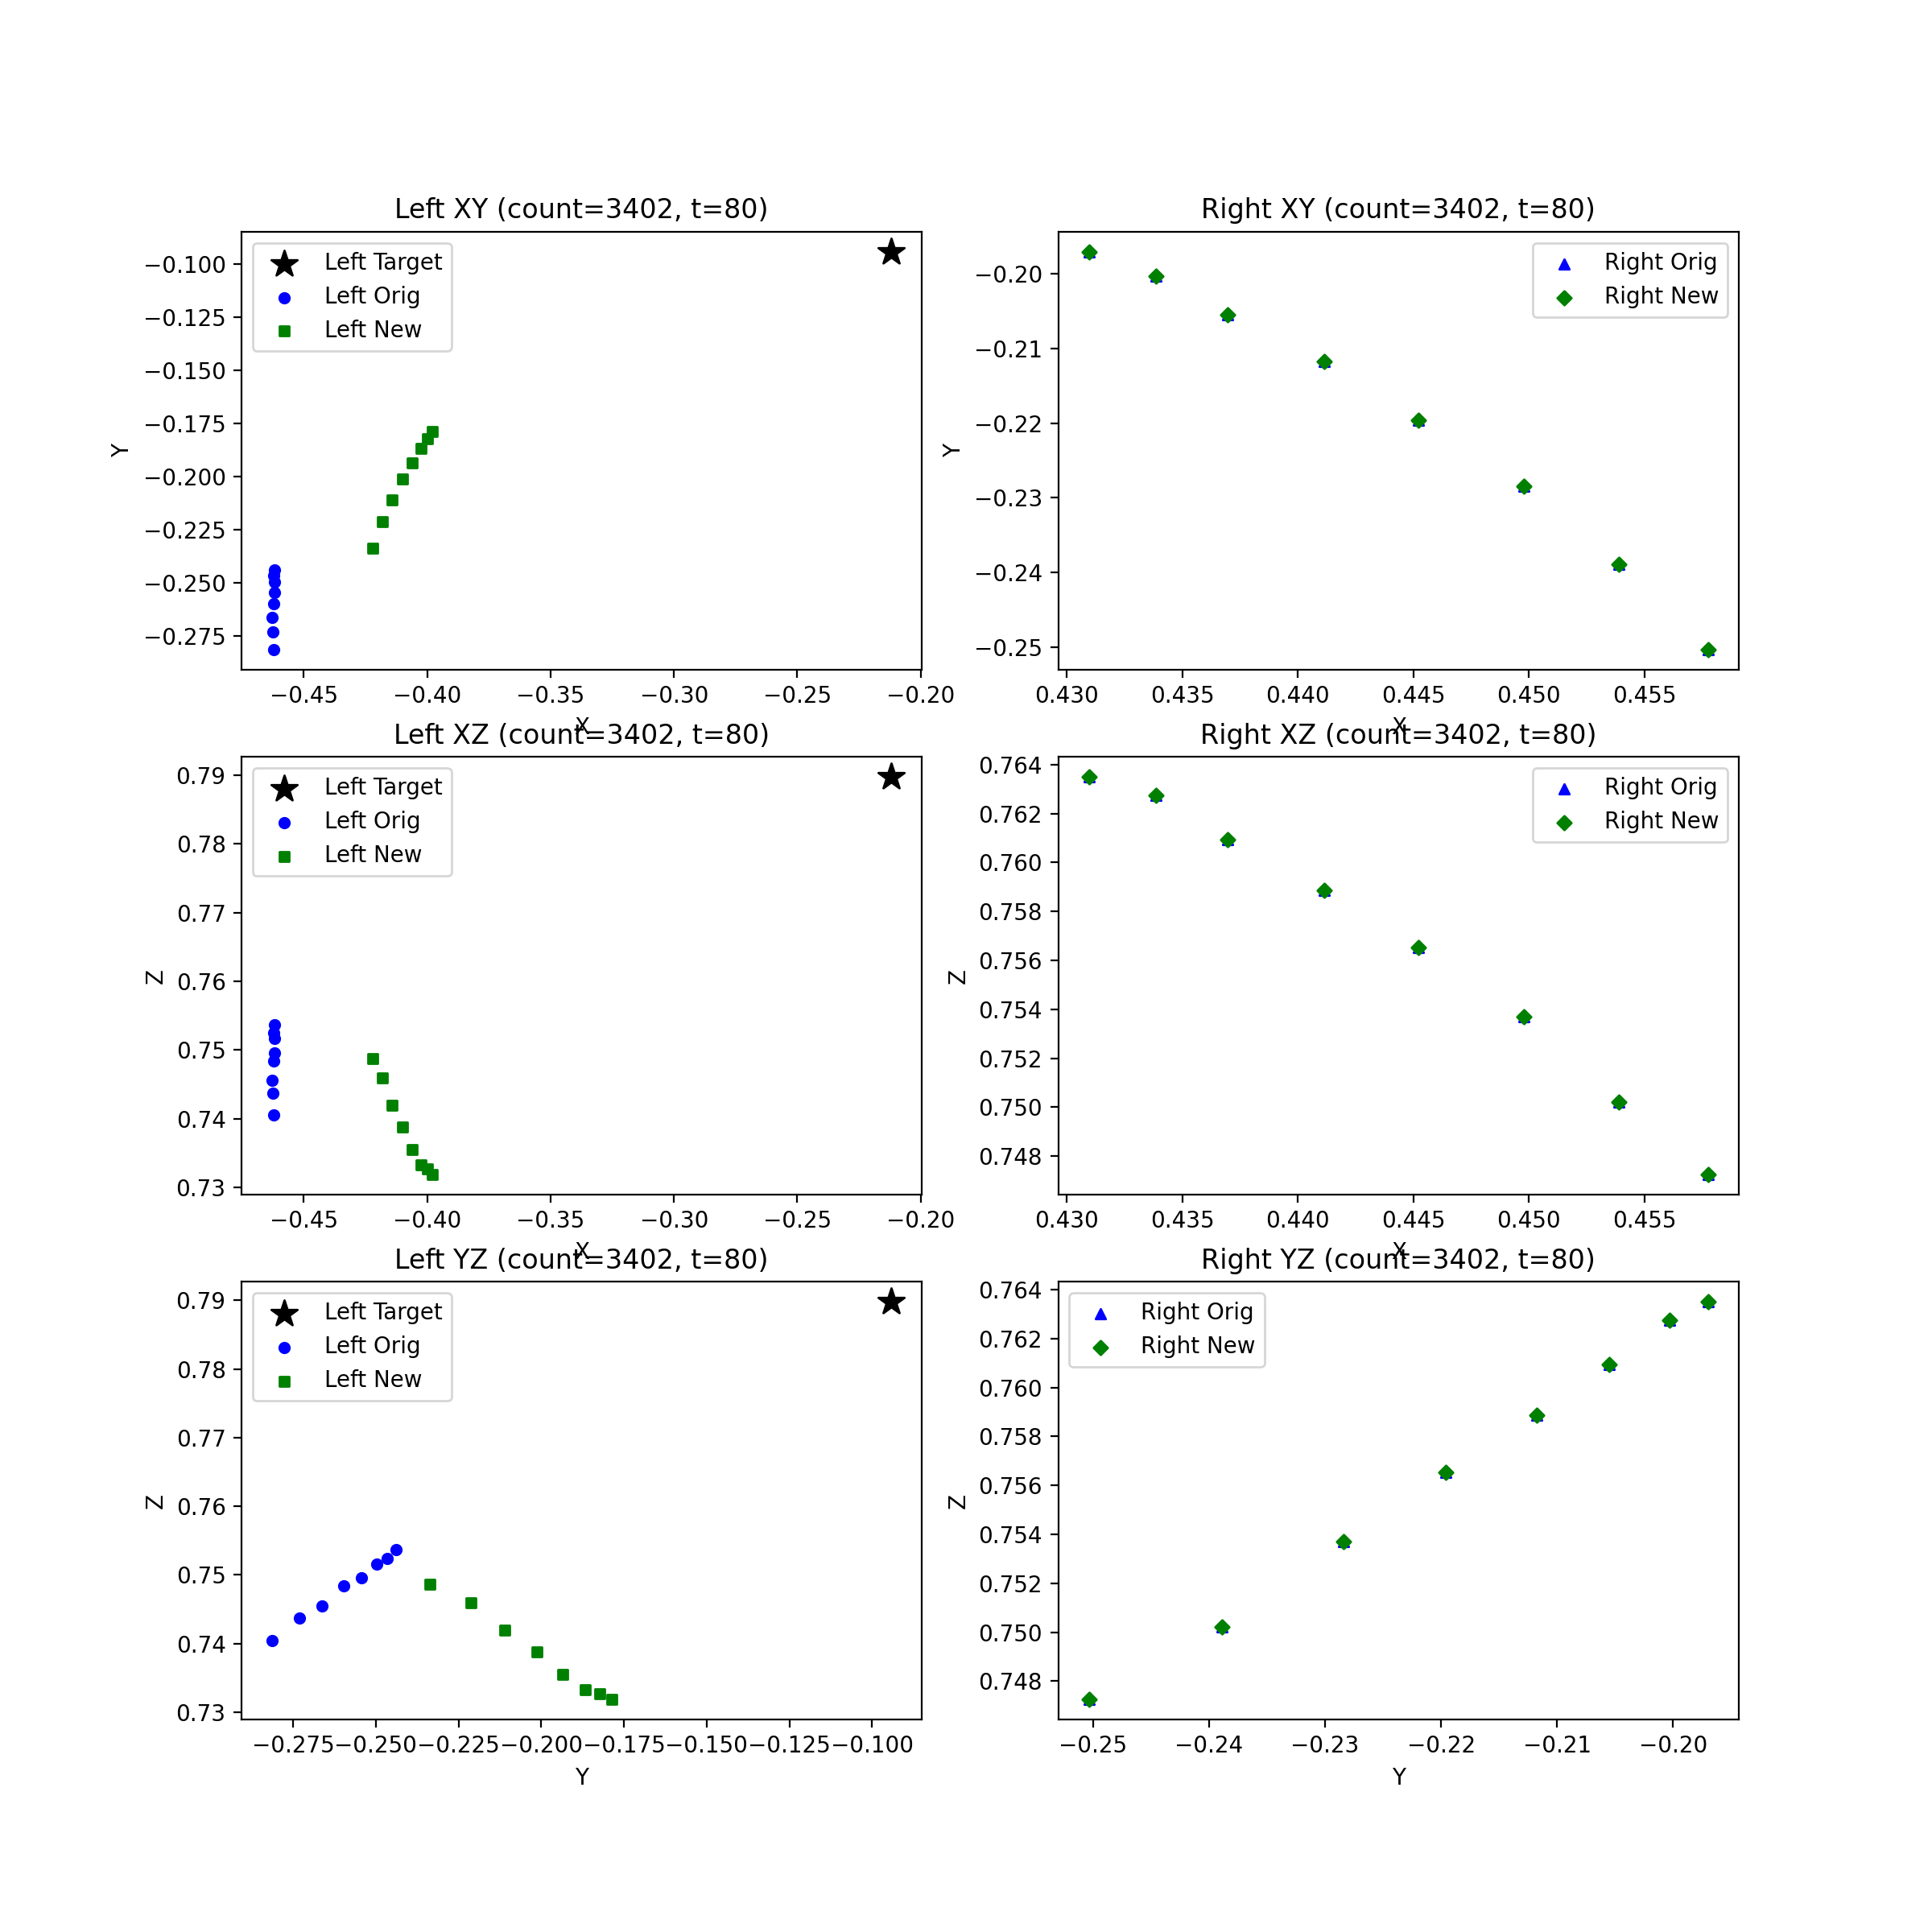 Left XY (count=3402, t=80)
Left Target
Left Orig
Left New
−0.100
−0.125
−0.150
−0.175
−0.200
−0.225
−0.250
−0.275
Y
−0.45 −0.40 −0.35 −0.30 −0.25 −0.20
X
Right XY (count=3402, t=80)
Right Orig
Right New
−0.20
−0.21
−0.22
−0.23
−0.24
−0.25
Y
0.430 0.435 0.440 0.445 0.450 0.455
X
Left XZ (count=3402, t=80)
Left Target
Left Orig
Left New
0.79
0.78
0.77
0.76
0.75
0.74
0.73
Z
−0.45 −0.40 −0.35 −0.30 −0.25 −0.20
X
Right XZ (count=3402, t=80)
Right Orig
Right New
0.764
0.762
0.760
0.758
0.756
0.754
0.752
0.750
0.748
Z
0.430 0.435 0.440 0.445 0.450 0.455
X
Left YZ (count=3402, t=80)
Left Target
Left Orig
Left New
0.79
0.78
0.77
0.76
0.75
0.74
0.73
Z
−0.275 −0.250 −0.225 −0.200 −0.175 −0.150 −0.125 −0.100
Y
Right YZ (count=3402, t=80)
Right Orig
Right New
0.764
0.762
0.760
0.758
0.756
0.754
0.752
0.750
0.748
Z
−0.25 −0.24 −0.23 −0.22 −0.21 −0.20
Y